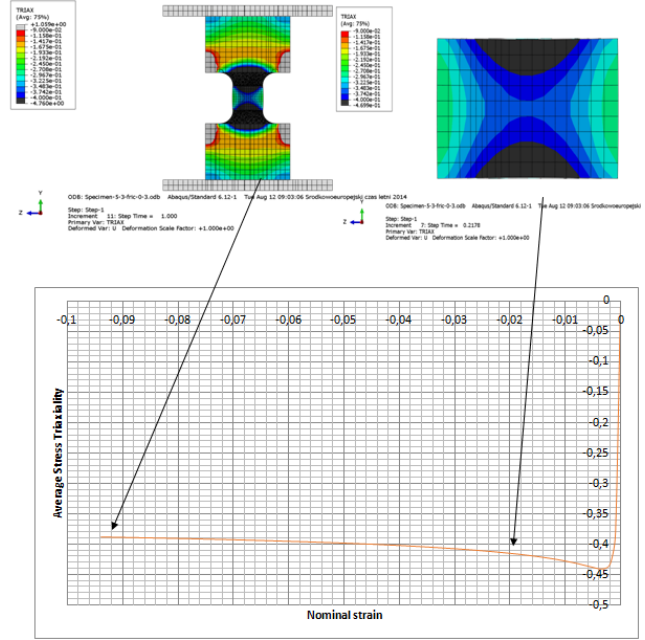 TRIAX
(Avg: 75%)
+1.059e+00
-9.000e-02
-1.158e-01
-1.417e-01
-1.675e-01
-1.933e-01
-2.192e-01
-2.450e-01
-2.708e-01
-2.967e-01
-3.225e-01
-3.483e-01
-3.742e-01
-4.000e-01
-4.760e+00
TRIAX
(Avg: 75%)
-9.000e-02
-1.158e-01
-1.417e-01
-1.675e-01
-1.933e-01
-2.192e-01
-2.450e-01
-2.708e-01
-2.967e-01
-3.225e-01
-3.483e-01
-3.742e-01
-4.000e-01
-4.699e-01
Y
Z
ODB: Specimen-5-3-fric-0-3.odb Abaqus/Standard 6.12-1 Tue Aug 12 09:03:06 Srodkowoeuropejski czas letni 2014
Step: Step-1
Increment 11: Step Time = 1.000
Primary Var: TRIAX
Deformed Var: U Deformation Scale Factor: +1.000e+00
Y
Z
ODB: Specimen-5-3-fric-0-3.odb Abaqus/Standard 6.12-1 Tue Aug 12 09:03:06 Srodkowoeuropejski
Step: Step-1
Increment 7: Step Time = 0.2178
Primary Var: TRIAX
Deformed Var: U Deformation Scale Factor: +1.000e+00
0
-0,1 -0,09 -0,08 -0,07 -0,06 -0,05 -0,04 -0,03 -0,02 -0,01 0
-0,05
-0,1
-0,15
-0,2
-0,25
-0,3
-0,35
-0,4
-0,45
-0,5
Average Stress Triaxiality
Nominal strain